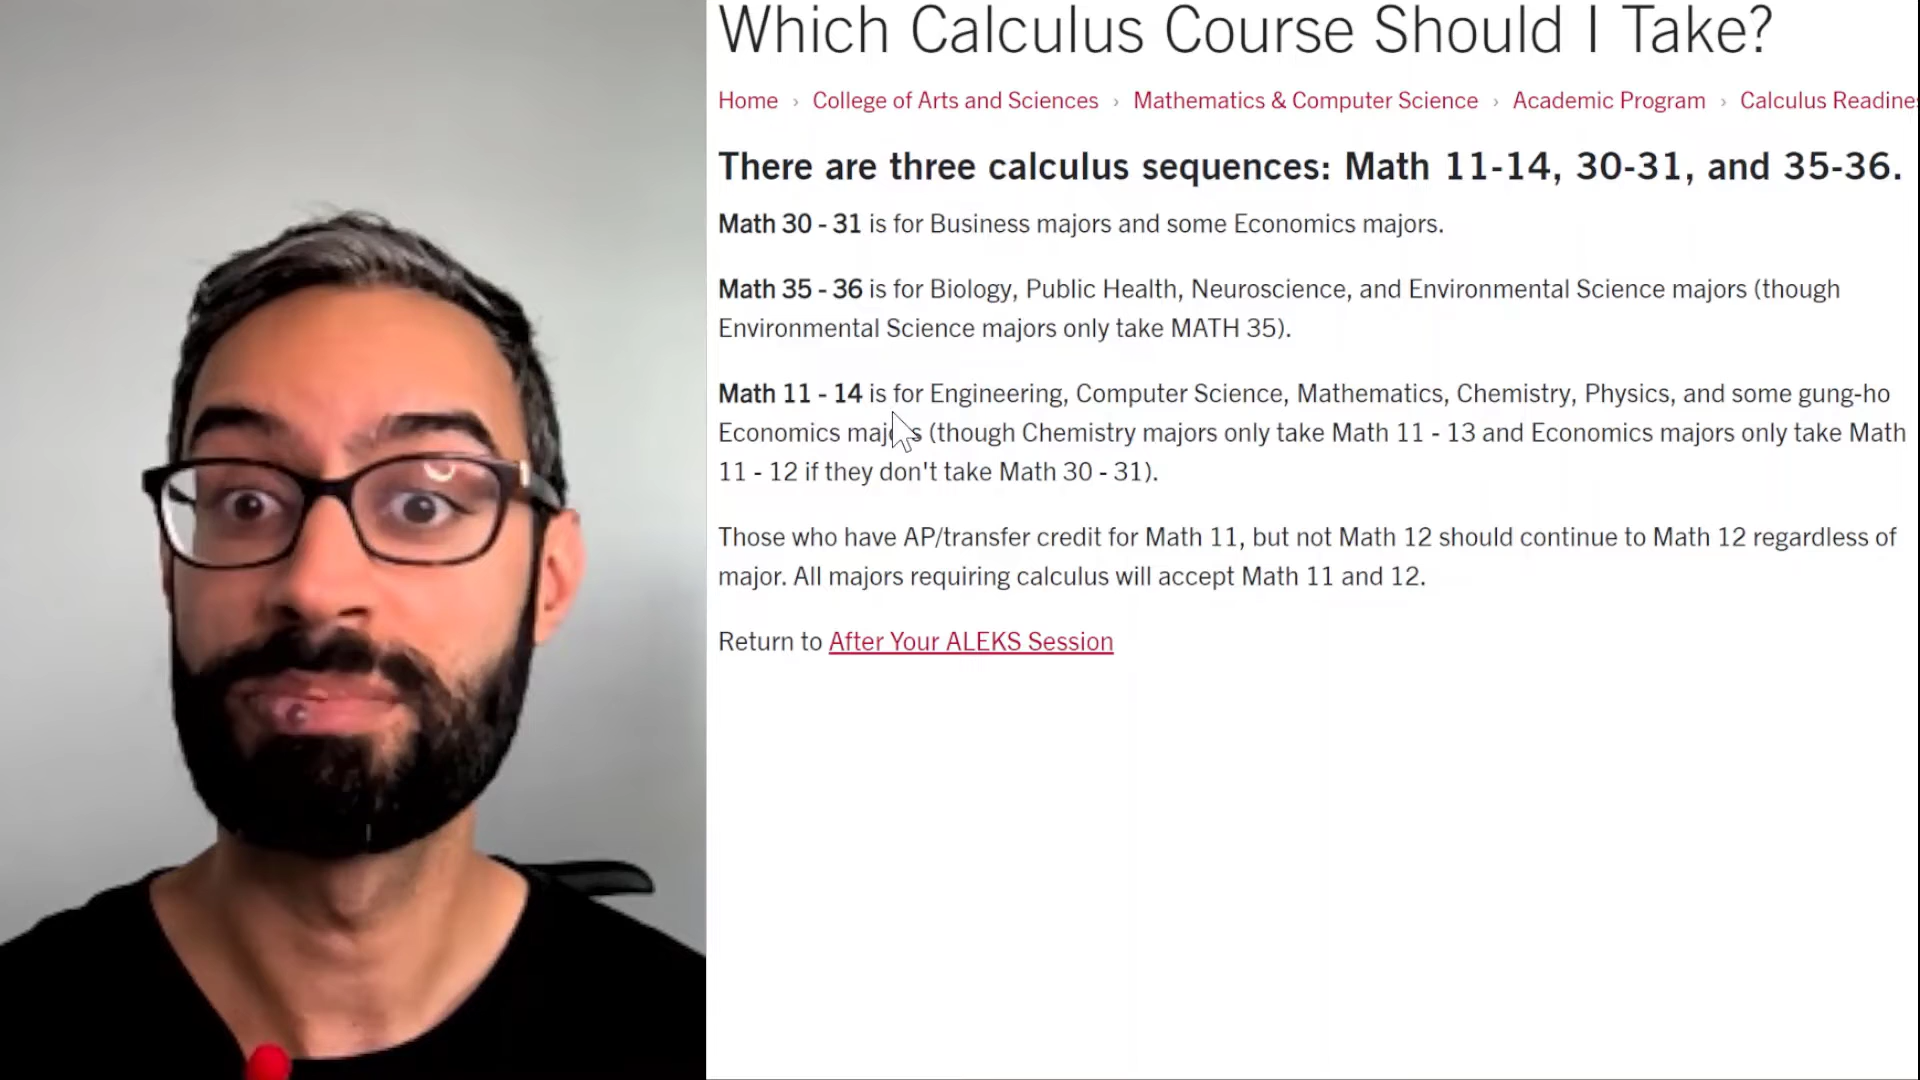 Which Calculus Course Should I Take?
Home › College of Arts and Sciences › Mathematics & Computer Science › Academic Program › Calculus Readines
There are three calculus sequences: Math 11-14, 30-31, and 35-36.
Math 30 - 31 is for Business majors and some Economics majors.
Math 35 - 36 is for Biology, Public Health, Neuroscience, and Environmental Science majors (though
Environmental Science majors only take MATH 35).
Math 11 - 14 is for Engineering, Computer Science, Mathematics, Chemistry, Physics, and some gung-ho
Economics majors (though Chemistry majors only take Math 11 - 13 and Economics majors only take Math
11 - 12 if they don't take Math 30 - 31).
Those who have AP/transfer credit for Math 11, but not Math 12 should continue to Math 12 regardless of
major. All majors requiring calculus will accept Math 11 and 12.
Return to After Your ALEKS Session